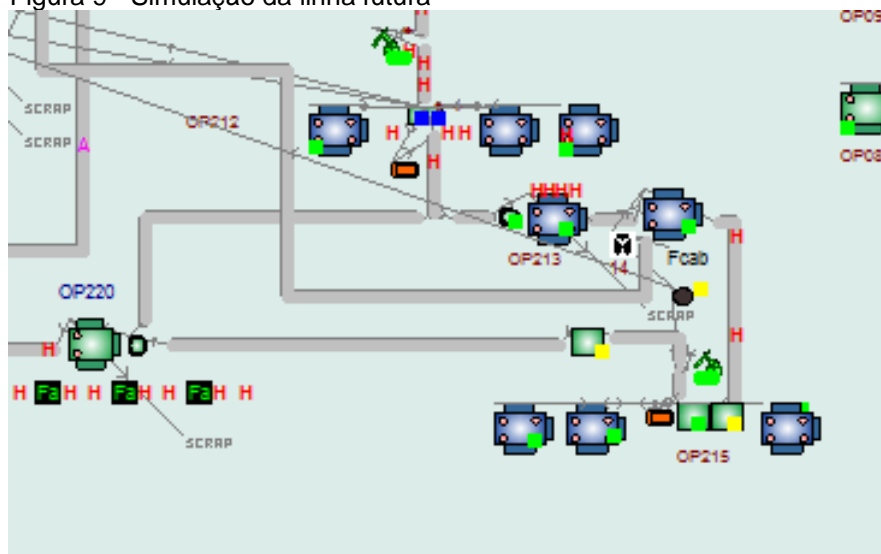 Figura 9 - Simulação da linha futura
H
OP09
H
H
H
SCRAP
OP212
H
H
HH
SCRAP
A
H
OP08
HHHH
H
OP213
14
Fcab
OP220
SCRAP
H
H
H Fa H H Fa H H Fa H H
SCRAP
OP215